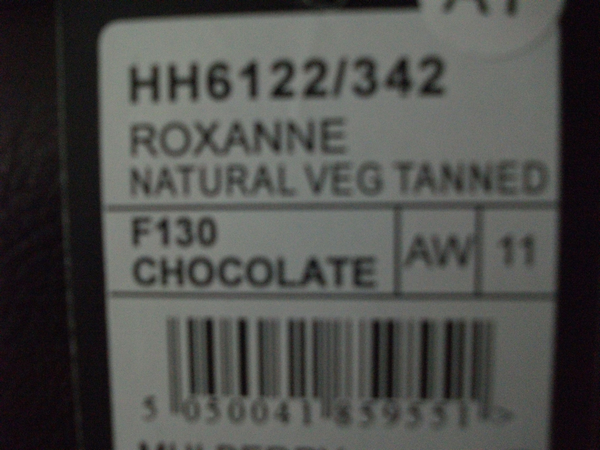 HH6122/342
ROXANNE
NATURAL VEG TANNED
F130
CHOCOLATE
AW 11
5 050041 859551 >